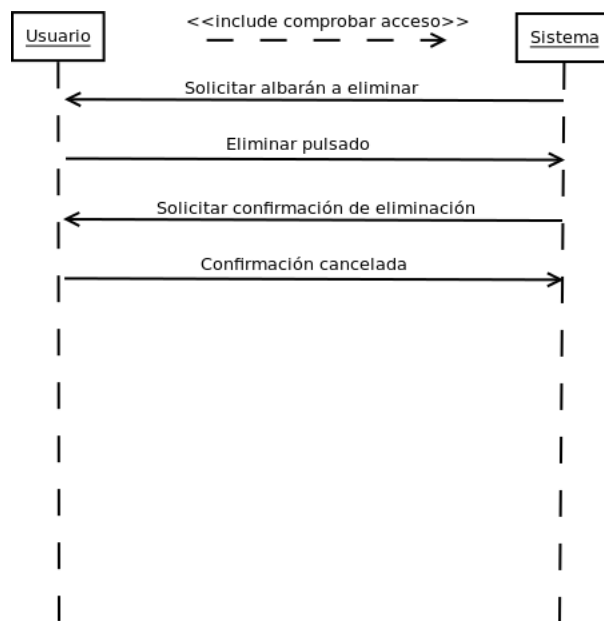 <<include comprobar acceso>>
Usuario
Sistema
Solicitar albarán a eliminar
Eliminar pulsado
Solicitar confirmación de eliminación
Confirmación cancelada